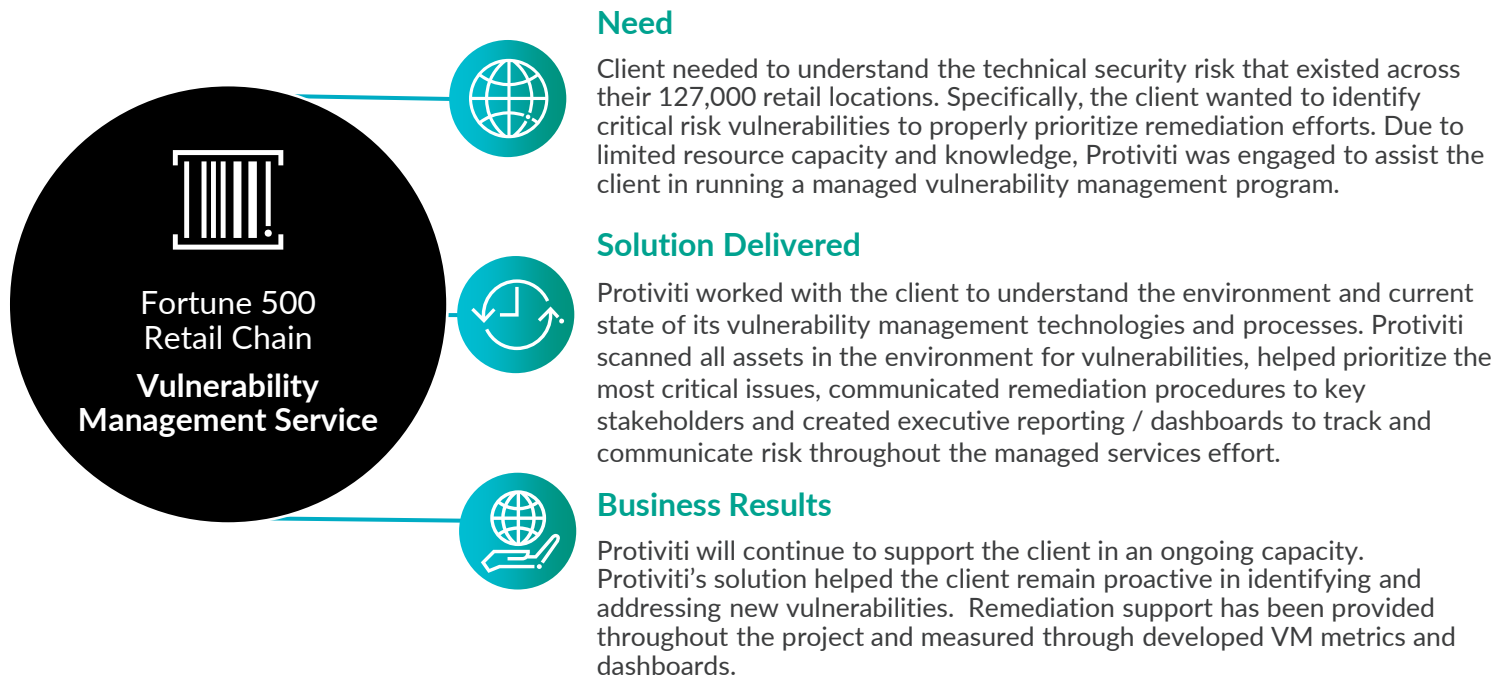 Need
Client needed to understand the technical security risk that existed across
their 127,000 retail locations. Specifically, the client wanted to identify
critical risk vulnerabilities to properly prioritize remediation efforts. Due to
limited resource capacity and knowledge, Protiviti was engaged to assist the
client in running a managed vulnerability management program.
Fortune 500
Retail Chain
Vulnerability
Management Service
Solution Delivered
Protiviti worked with the client to understand the environment and current
state of its vulnerability management technologies and processes. Protiviti
scanned all assets in the environment for vulnerabilities, helped prioritize the
most critical issues, communicated remediation procedures to key
stakeholders and created executive reporting / dashboards to track and
communicate risk throughout the managed services effort.
Business Results
Protiviti will continue to support the client in an ongoing capacity.
Protiviti’s solution helped the client remain proactive in identifying and
addressing new vulnerabilities.  Remediation support has been provided
throughout the project and measured through developed VM metrics and
dashboards.